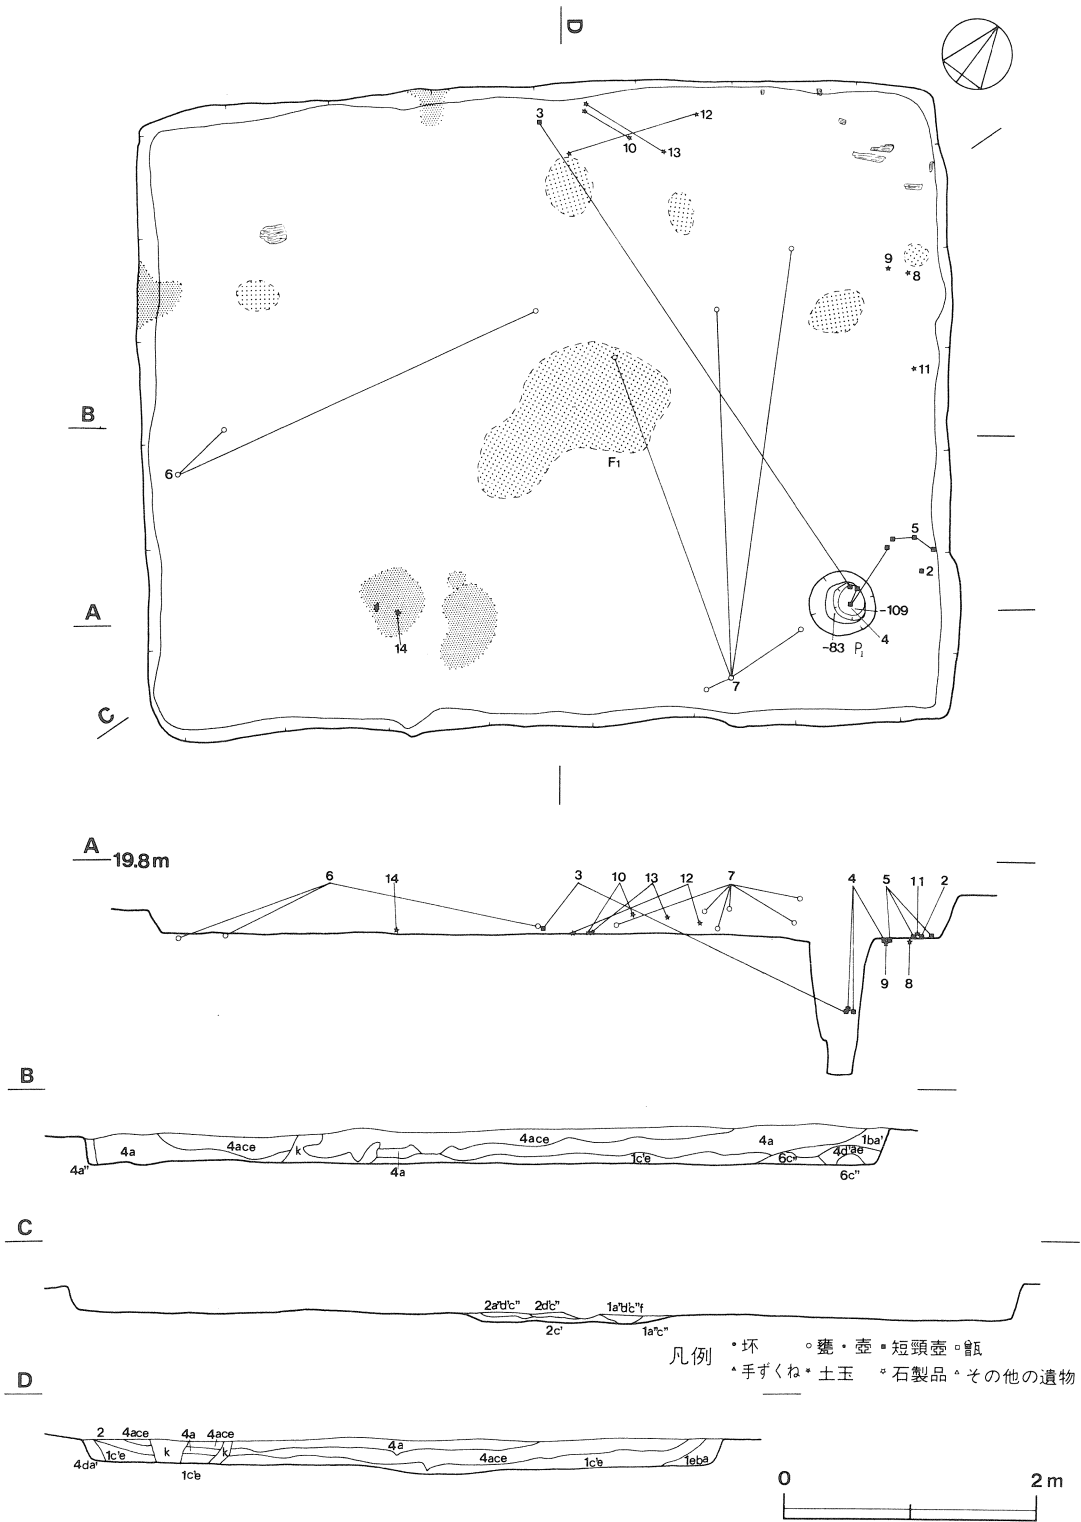 D
3
12
10
13
9
8
11
B
6
F1
5
2
A
-109
14
4
-83 P1
7
C
A 19.8m
6 14 3 10 13 12 7 4 5 11 2
9 8
B
4ace 4a 1ba'
4a 4ace k 4d'ae
4a" 4a 1c'e 6c" 6c"
C
2a"d'c" 2d'c" 1a"d'c"f
2c' 1a"c"
凡例 坏 甕・壺 短頸壺 甑
手ずくね 土玉 石製品 その他の遺物
D
2 4ace 4a 4ace 4a
1c'e k k 4ace 1c'e 1eba
4da' 1c'e
0 2m